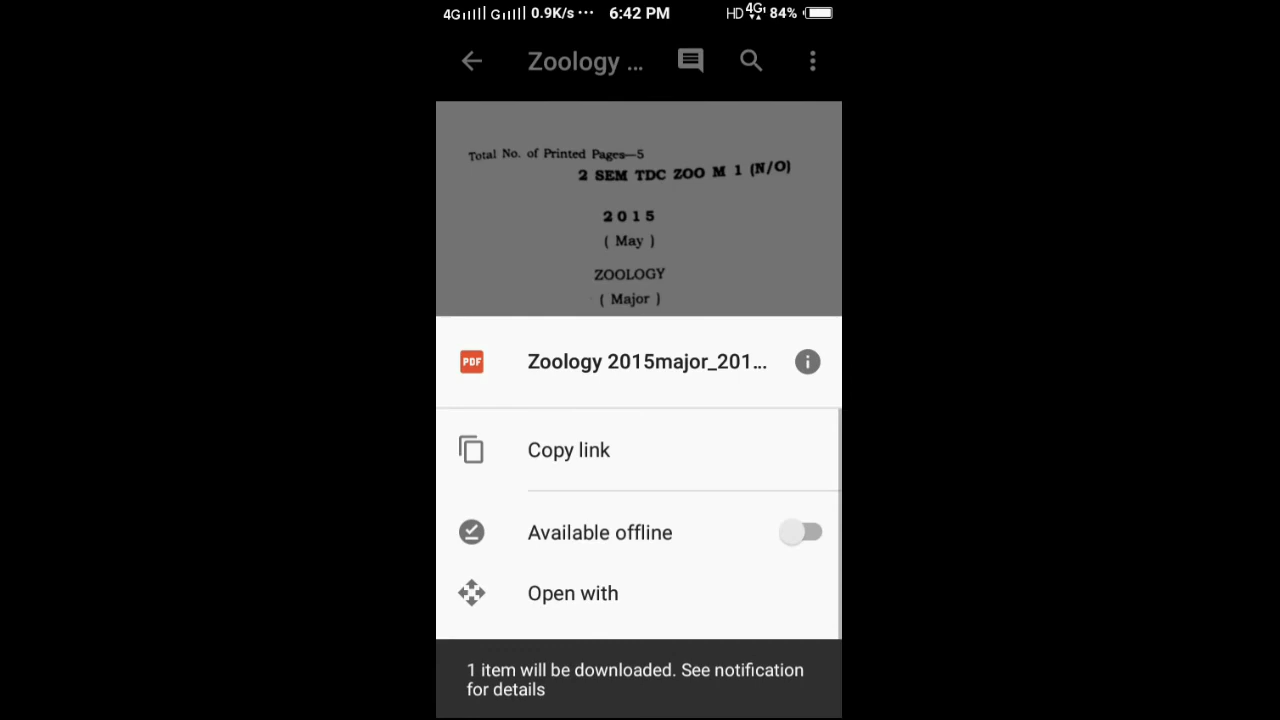 4G G 0.9K/s ... 6:42 PM HD 4G 84%
Zoology ...
Total No. of Printed Pages—5
2 SEM TDC ZOO M 1 (N/O)
2015
( May )
ZOOLOGY
( Major )
PDF Zoology 2015major_201...
Copy link
Available offline
Open with
1 item will be downloaded. See notification
for details